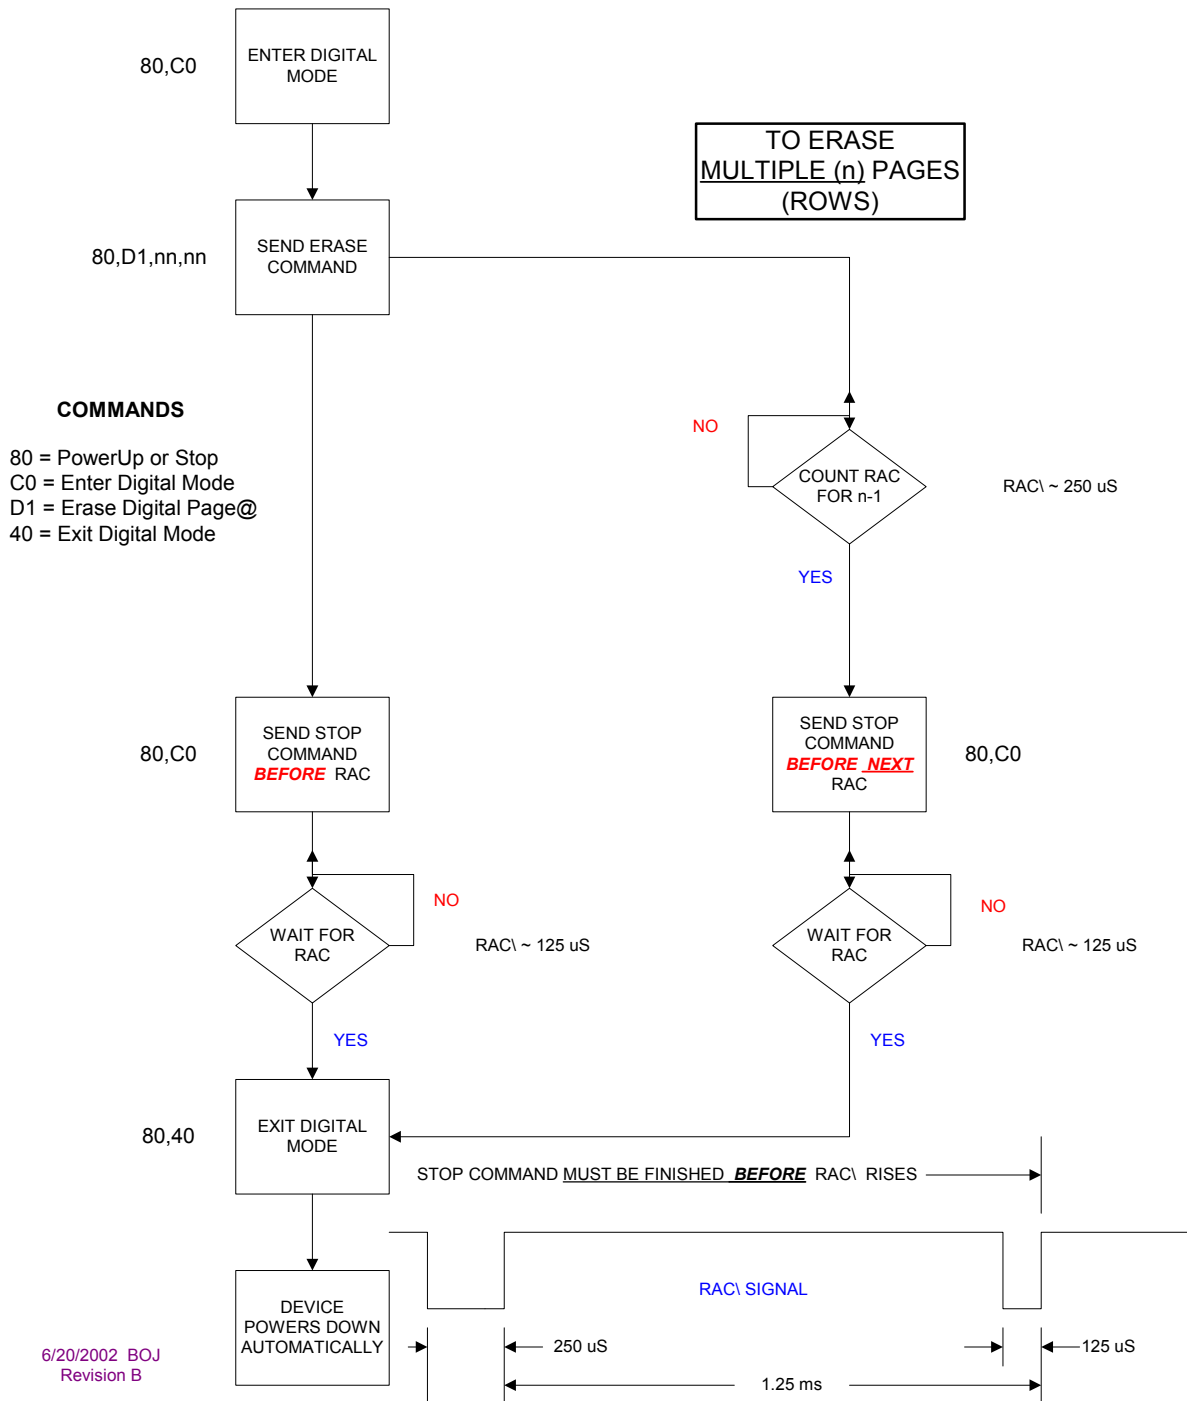 80,C0
ENTER DIGITAL
MODE
TO ERASE
MULTIPLE (n) PAGES
(ROWS)
80,D1,nn,nn
SEND ERASE
COMMAND
COMMANDS
80 = PowerUp or Stop
C0 = Enter Digital Mode
D1 = Erase Digital Page@
40 = Exit Digital Mode
NO
COUNT RAC
FOR n-1
RAC\ ~ 250 uS
YES
80,C0
SEND STOP
COMMAND
BEFORE RAC
SEND STOP
COMMAND
BEFORE NEXT
RAC
80,C0
NO
WAIT FOR
RAC
RAC\ ~ 125 uS
YES
NO
WAIT FOR
RAC
RAC\ ~ 125 uS
YES
80,40
EXIT DIGITAL
MODE
STOP COMMAND MUST BE FINISHED BEFORE RAC\ RISES
RAC\ SIGNAL
DEVICE
POWERS DOWN
AUTOMATICALLY
250 uS
125 uS
1.25 ms
6/20/2002 BOJ
Revision B